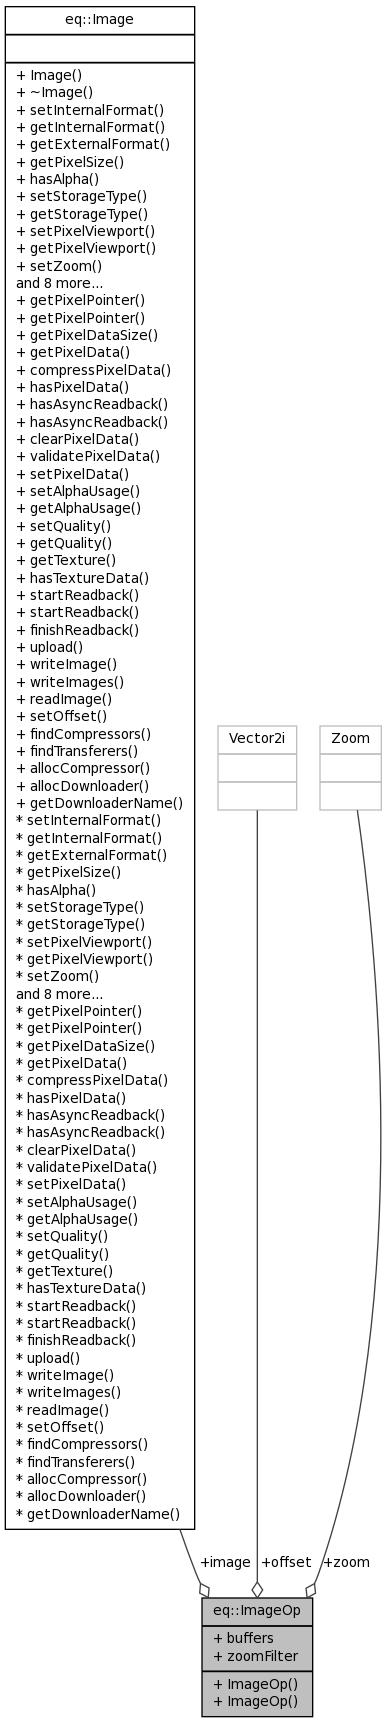 eq::Image
+ Image()
+ ~Image()
+ setInternalFormat()
+ getInternalFormat()
+ getExternalFormat()
+ getPixelSize()
+ hasAlpha()
+ setStorageType()
+ getStorageType()
+ setPixelViewport()
+ getPixelViewport()
+ setZoom()
and 8 more...
+ getPixelPointer()
+ getPixelPointer()
+ getPixelDataSize()
+ getPixelData()
+ compressPixelData()
+ hasPixelData()
+ hasAsyncReadback()
+ hasAsyncReadback()
+ clearPixelData()
+ validatePixelData()
+ setPixelData()
+ setAlphaUsage()
+ getAlphaUsage()
+ setQuality()
+ getQuality()
+ getTexture()
+ hasTextureData()
+ startReadback()
+ startReadback()
+ finishReadback()
+ upload()
+ writeImage()
+ writeImages()
+ readImage()
+ setOffset()
+ findCompressors()
+ findTransferers()
+ allocCompressor()
+ allocDownloader()
+ getDownloaderName()
* setInternalFormat()
* getInternalFormat()
* getExternalFormat()
* getPixelSize()
* hasAlpha()
* setStorageType()
* getStorageType()
* setPixelViewport()
* getPixelViewport()
* setZoom()
and 8 more...
* getPixelPointer()
* getPixelPointer()
* getPixelDataSize()
* getPixelData()
* compressPixelData()
* hasPixelData()
* hasAsyncReadback()
* hasAsyncReadback()
* clearPixelData()
* validatePixelData()
* setPixelData()
* setAlphaUsage()
* getAlphaUsage()
* setQuality()
* getQuality()
* getTexture()
* hasTextureData()
* startReadback()
* startReadback()
* finishReadback()
* upload()
* writeImage()
* writeImages()
* readImage()
* setOffset()
* findCompressors()
* findTransferers()
* allocCompressor()
* allocDownloader()
* getDownloaderName()
Vector2i
Zoom
+image
+offset
+zoom
eq::ImageOp
+ buffers
+ zoomFilter
+ ImageOp()
+ ImageOp()